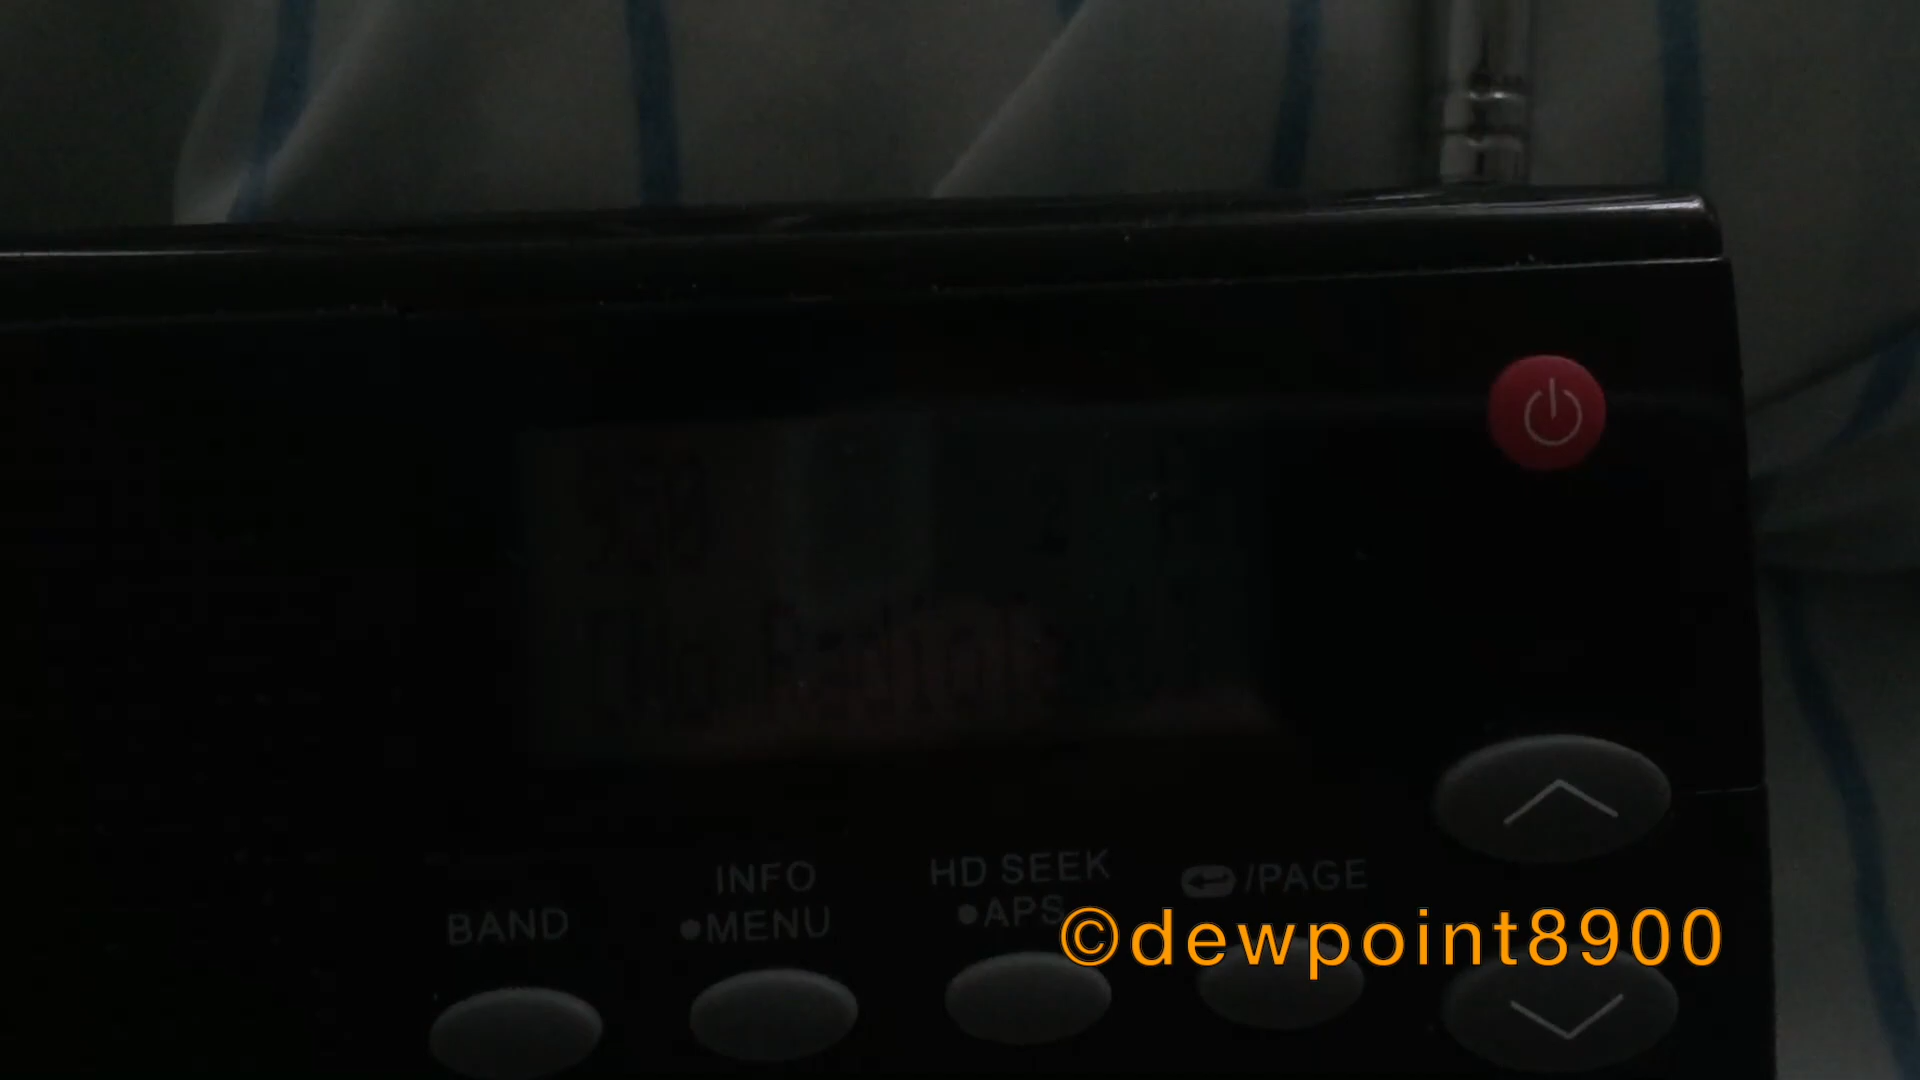 INFO
HD SEEK
/PAGE
BAND
•MENU
•APS
©dewpoint8900